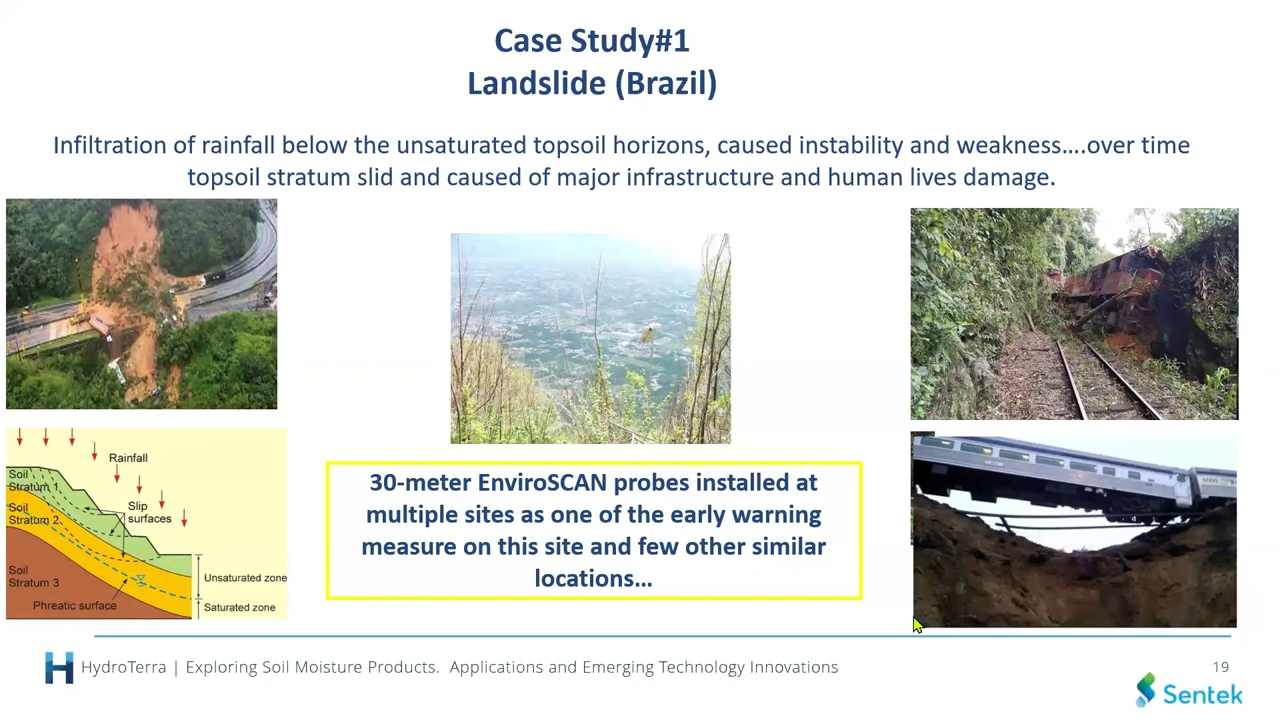 Case Study#1
Landslide (Brazil)
Infiltration of rainfall below the unsaturated topsoil horizons, caused instability and weakness….over time
topsoil stratum slid and caused of major infrastructure and human lives damage.
Rainfall
Soil
Stratum 1
Slip
surfaces
Soil
Stratum 2
Soil
Stratum 3
Unsaturated zone
Phreatic surface
Saturated zone
30-meter EnviroSCAN probes installed at
multiple sites as one of the early warning
measure on this site and few other similar
locations…
HydroTerra | Exploring Soil Moisture Products. Applications and Emerging Technology Innovations
19
Sentek